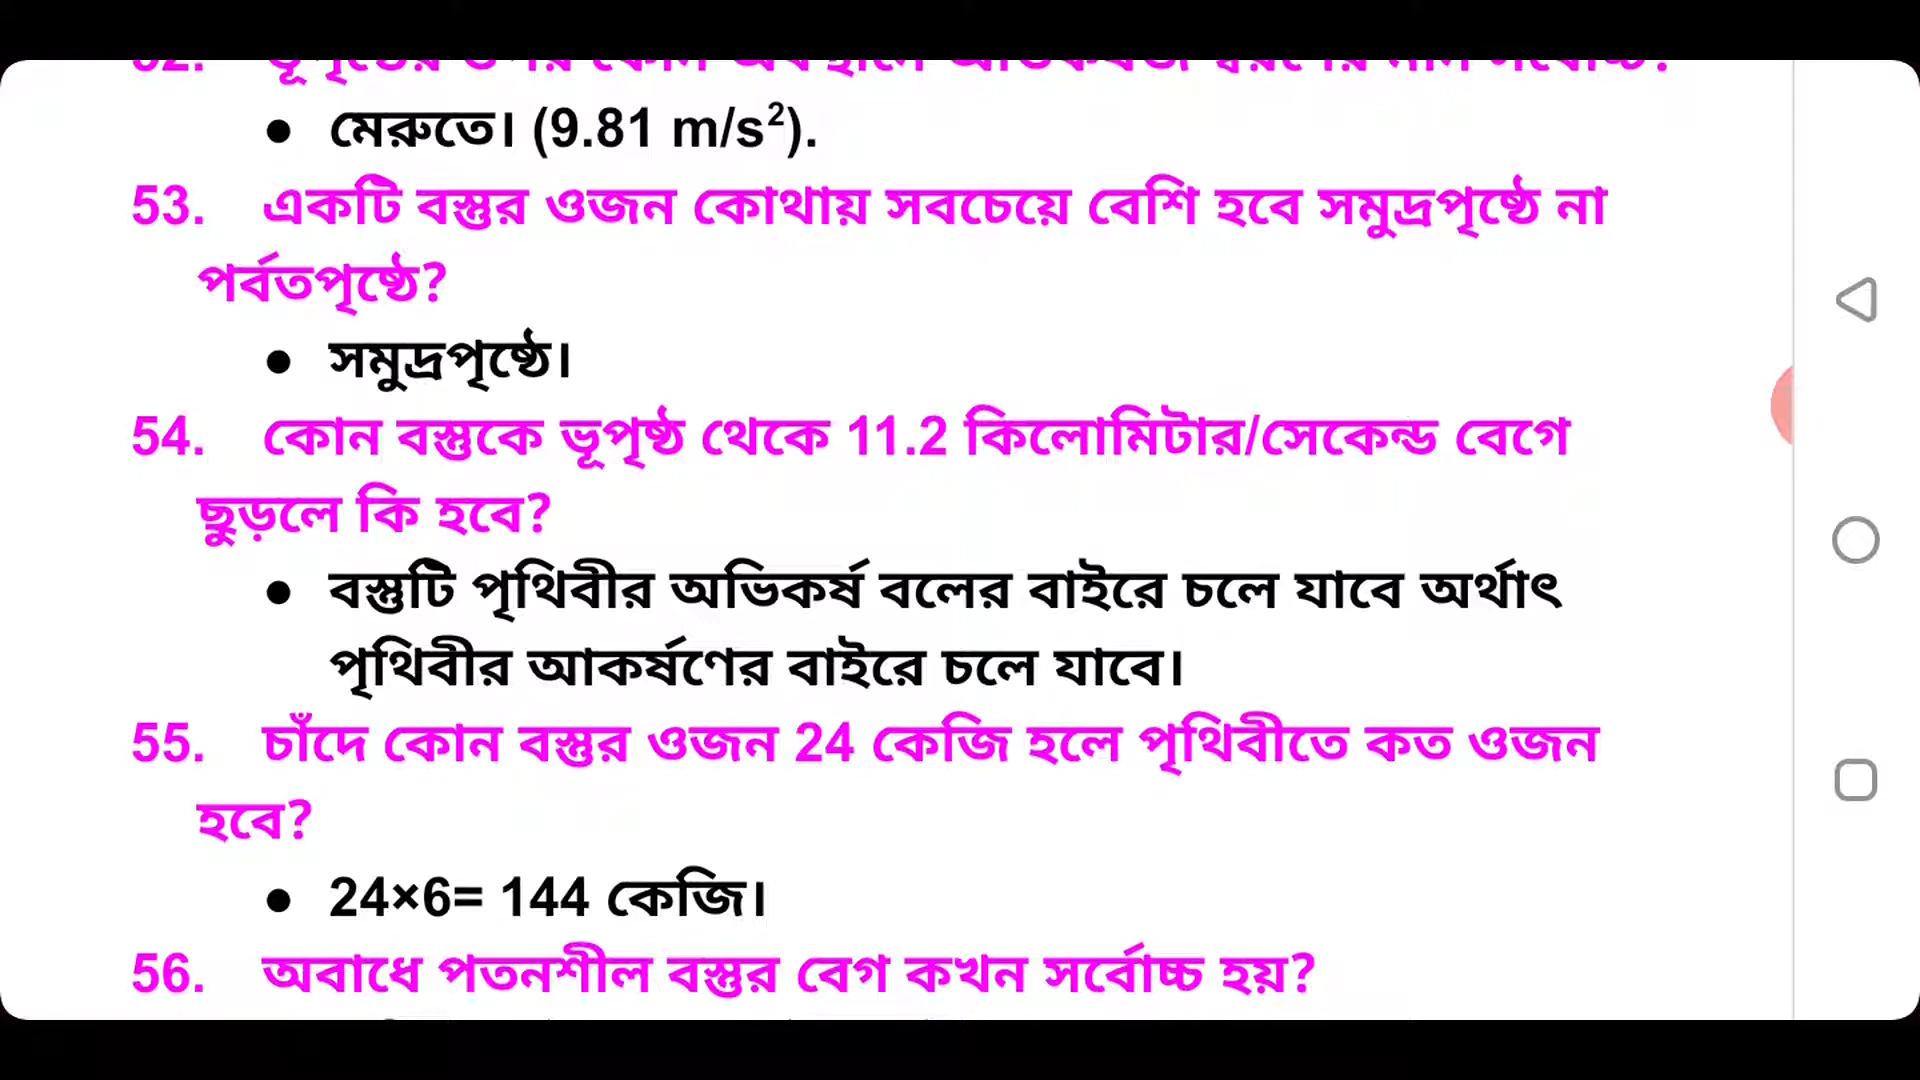 মেরুতে। (9.81 m/s²).
53. একটি বস্তুর ওজন কোথায় সবচেয়ে বেশি হবে সমুদ্রপৃষ্ঠে না
পর্বতপৃষ্ঠে?
● সমুদ্রপৃষ্ঠে।
54. কোন বস্তুকে ভূপৃষ্ঠ থেকে 11.2 কিলোমিটার/সেকেন্ড বেগে
ছুড়লে কি হবে?
● বস্তুটি পৃথিবীর অভিকর্ষ বলের বাইরে চলে যাবে অর্থাৎ
পৃথিবীর আকর্ষণের বাইরে চলে যাবে।
55. চাঁদে কোন বস্তুর ওজন 24 কেজি হলে পৃথিবীতে কত ওজন
হবে?
● 24×6= 144 কেজি।
56. অবাধে পতনশীল বস্তুর বেগ কখন সর্বোচ্চ হয়?